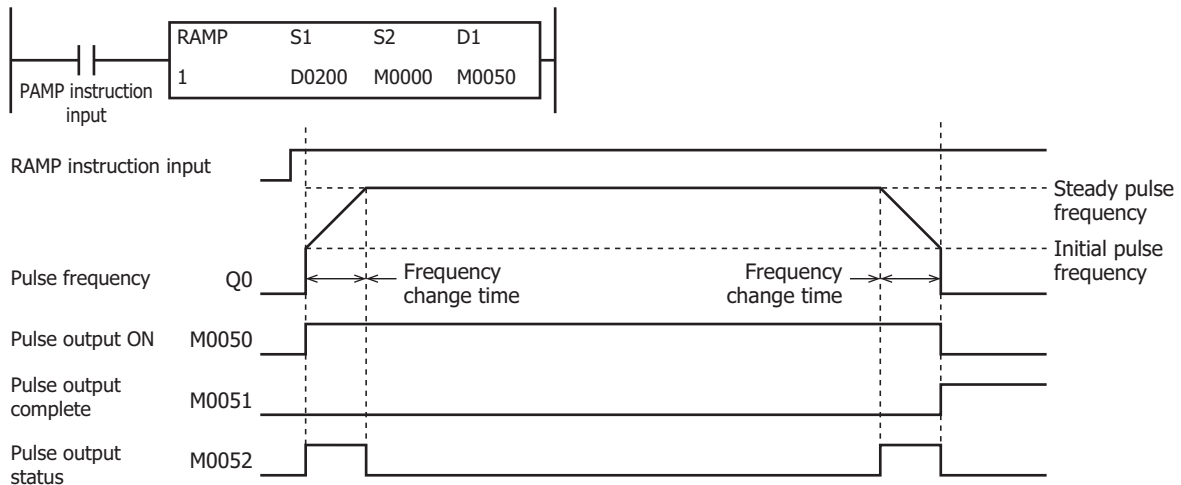 RAMP S1 S2 D1
1 D0200 M0000 M0050
PAMP instruction
input
RAMP instruction input
Steady pulse
frequency
Initial pulse
frequency
Pulse frequency Q0
Frequency
change time
Frequency
change time
Pulse output ON M0050
Pulse output
complete
M0051
Pulse output
status
M0052